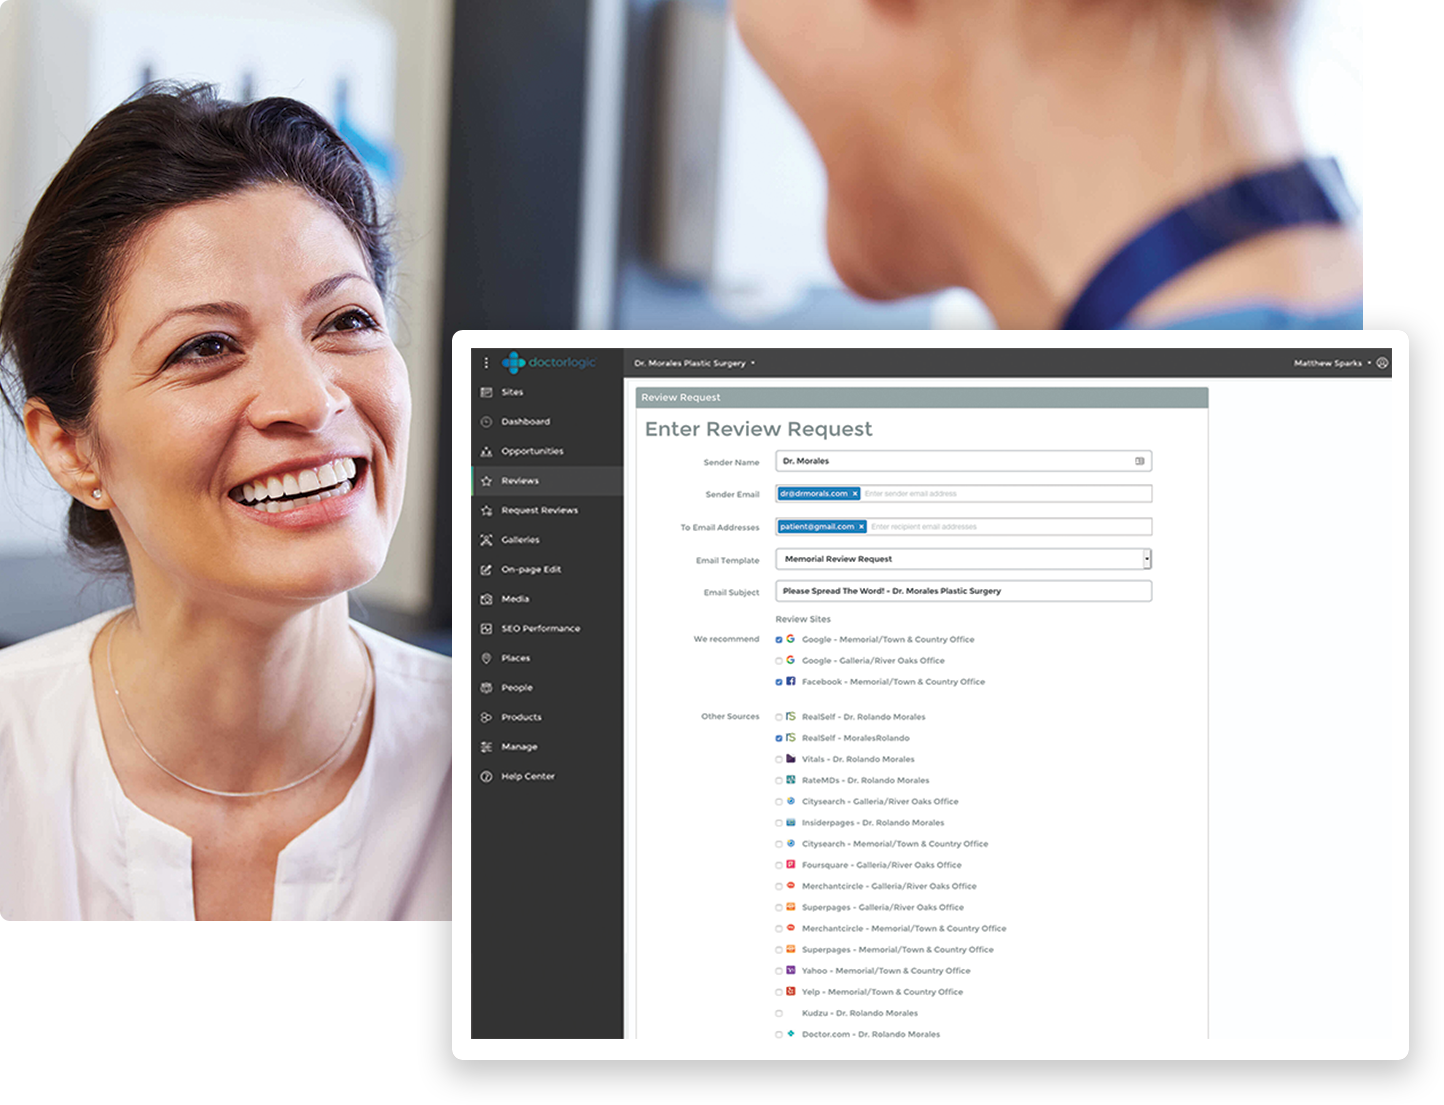 doctorlogic
Dr. Morales Plastic Surgery
Matthew Sparks
Sites
Dashboard
Opportunities
Reviews
Request Reviews
Galleries
On-page Edit
Media
SEO Performance
Places
People
Products
Manage
Help Center
Review Request
Enter Review Request
Sender Name Dr. Morales
Sender Email dr@drmorals.com × Enter sender email address
To Email Addresses patient@gmail.com × Enter recipient email addresses
Email Template Memorial Review Request
Email Subject Please Spread The Word! - Dr. Morales Plastic Surgery
Review Sites
We recommend Google - Memorial/Town & Country Office
Google - Galleria/River Oaks Office
Facebook - Memorial/Town & Country Office
Other Sources RealSelf - Dr. Rolando Morales
RealSelf - MoralesRolando
Vitals - Dr. Rolando Morales
RateMDs - Dr. Rolando Morales
Citysearch - Galleria/River Oaks Office
Insiderpages - Dr. Rolando Morales
Citysearch - Memorial/Town & Country Office
Foursquare - Galleria/River Oaks Office
Merchantcircle - Galleria/River Oaks Office
Superpages - Galleria/River Oaks Office
Merchantcircle - Memorial/Town & Country Office
Superpages - Memorial/Town & Country Office
Yahoo - Memorial/Town & Country Office
Yelp - Memorial/Town & Country Office
Kudzu - Dr. Rolando Morales
Doctor.com - Dr. Rolando Morales